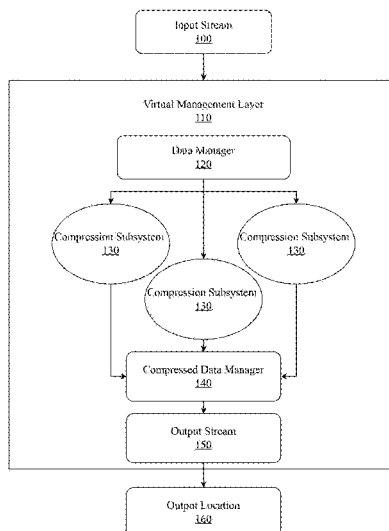 Input Stream
100
Virtual Management Layer
110
Data Manager
120
Compression Subsystem
130
Compression Subsystem
130
Compression Subsystem
130
Compressed Data Manager
140
Output Stream
150
Output Location
160